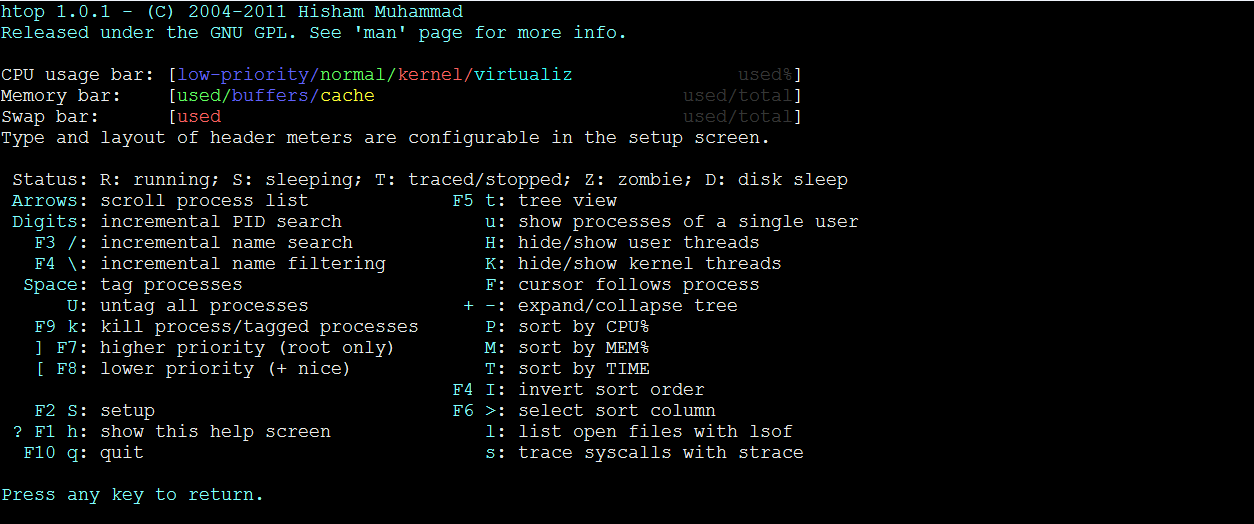 htop 1.0.1 - (C) 2004-2011 Hisham Muhammad
Released under the GNU GPL. See 'man' page for more info.
CPU usage bar: [low-priority/normal/kernel/virtualiz               used%]
Memory bar:    [used/buffers/cache                            used/total]
Swap bar:      [used                                          used/total]
Type and layout of header meters are configurable in the setup screen.
 Status: R: running; S: sleeping; T: traced/stopped; Z: zombie; D: disk sleep
 Arrows: scroll process list             F5 t: tree view
 Digits: incremental PID search             u: show processes of a single user
   F3 /: incremental name search            H: hide/show user threads
   F4 \: incremental name filtering         K: hide/show kernel threads
  Space: tag processes                      F: cursor follows process
      U: untag all processes              + -: expand/collapse tree
   F9 k: kill process/tagged processes      P: sort by CPU%
   ] F7: higher priority (root only)        M: sort by MEM%
   [ F8: lower priority (+ nice)            T: sort by TIME
                                         F4 I: invert sort order
   F2 S: setup                           F6 >: select sort column
 ? F1 h: show this help screen              l: list open files with lsof
  F10 q: quit                               s: trace syscalls with strace
Press any key to return.